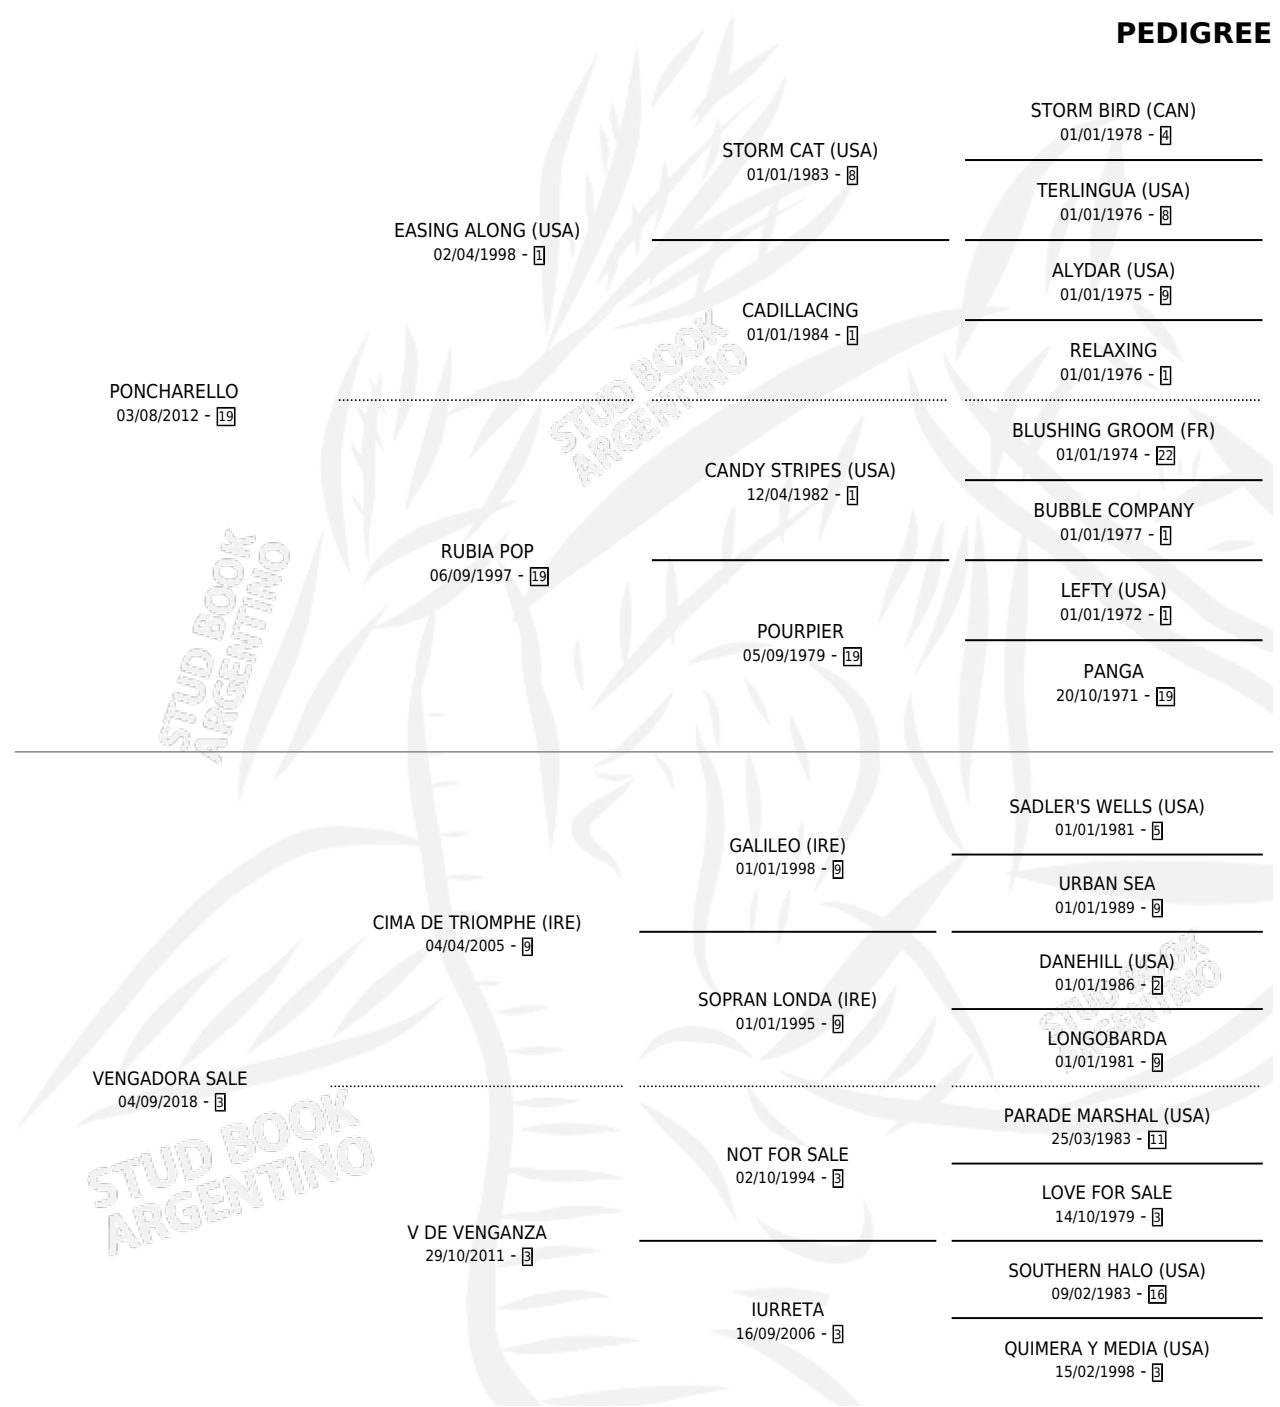 PEDIGREE
STORM BIRD (CAN)
01/01/1978 - 4
STORM CAT (USA)
01/01/1983 - 8
TERLINGUA (USA)
01/01/1976 - 8
EASING ALONG (USA)
02/04/1998 - 1
ALYDAR (USA)
01/01/1975 - 9
CADILLACING
01/01/1984 - 1
RELAXING
01/01/1976 - 1
PONCHARELLO
03/08/2012 - 19
BLUSHING GROOM (FR)
01/01/1974 - 22
CANDY STRIPES (USA)
12/04/1982 - 1
BUBBLE COMPANY
01/01/1977 - 1
RUBIA POP
06/09/1997 - 19
LEFTY (USA)
01/01/1972 - 1
POURPIER
05/09/1979 - 19
PANGA
20/10/1971 - 19
SADLER'S WELLS (USA)
01/01/1981 - 5
GALILEO (IRE)
01/01/1998 - 9
URBAN SEA
01/01/1989 - 9
CIMA DE TRIOMPHE (IRE)
04/04/2005 - 9
DANEHILL (USA)
01/01/1986 - 2
SOPRAN LONDA (IRE)
01/01/1995 - 9
LONGOBARDA
01/01/1981 - 9
VENGADORA SALE
04/09/2018 - 3
PARADE MARSHAL (USA)
25/03/1983 - 11
NOT FOR SALE
02/10/1994 - 3
LOVE FOR SALE
14/10/1979 - 3
V DE VENGANZA
29/10/2011 - 3
SOUTHERN HALO (USA)
09/02/1983 - 16
IURRETA
16/09/2006 - 3
QUIMERA Y MEDIA (USA)
15/02/1998 - 3
STUD BOOK
ARGENTINO
STUD BOOK
ARGENTINO
STUD BOOK
ARGENTINO
STUD BOOK
ARGENTINO